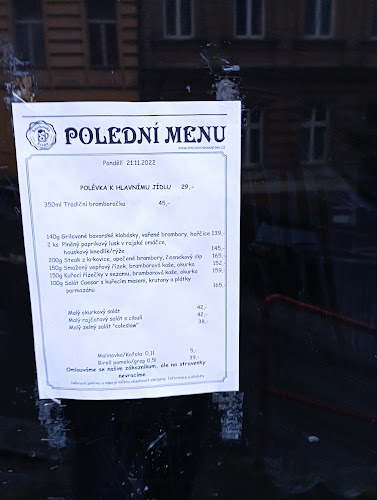 POLEDNÍ MENU
Pondělí 21.11.2022
POLÉVKA K HLAVNÍMU JÍDLU 29,-
350ml Tradiční bramboračka 45,-
140g Grilované bavorské klobásky, vařené brambory, hořčice 139,-
2 ks Plněný paprikový lusk v rajské omáčce,
houskový knedlík/rýže 145,-
200g Steak z krkovice, opečené brambory, česnekový dip 165,-
150g Smažený vepřový řízek, bramborová kaše, okurka 152,-
150g Kuřecí řízečky v sezamu, bramborová kaše, okurka 159,-
100g Salát Caesar s kuřecím masem, krutony a plátky
parmazánu 165,-
Malý okurkový salát 42,-
Malý rajčatový salát s cibulí 42,-
Malý zelný salát "coleslaw" 38,-
Malinovka/Kofola 0,1l 5,-
Birell pomelo/grep 0,5l 39,-
Omlouváme se našim zákazníkům, ale na stravenky
nevracíme.